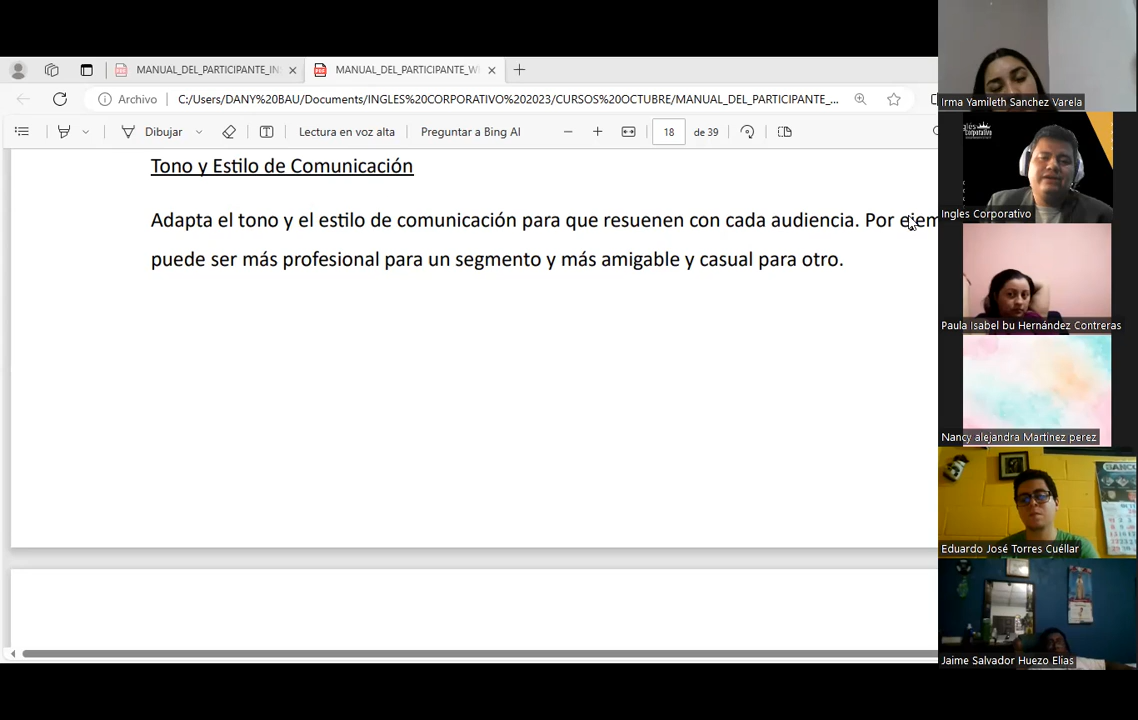 MANUAL_DEL_PARTICIPANTE_IN
MANUAL_DEL_PARTICIPANTE_W
Archivo
C:/Users/DANY%20BAU/Documents/INGLES%20CORPORATIVO%202023/CURSOS%20OCTUBRE/MANUAL_DEL_PARTICIPANTE_...
Dibujar
Lectura en voz alta
Preguntar a Bing AI
18
de 39
Tono y Estilo de Comunicación
Adapta el tono y el estilo de comunicación para que resuenen con cada audiencia. Por ejem
puede ser más profesional para un segmento y más amigable y casual para otro.
Irma Yamileth Sanchez Varela
Corporativo
Ingles Corporativo
Paula Isabel bu Hernández Contreras
Nancy alejandra Martinez perez
Eduardo José Torres Cuéllar
Jaime Salvador Huezo Elias